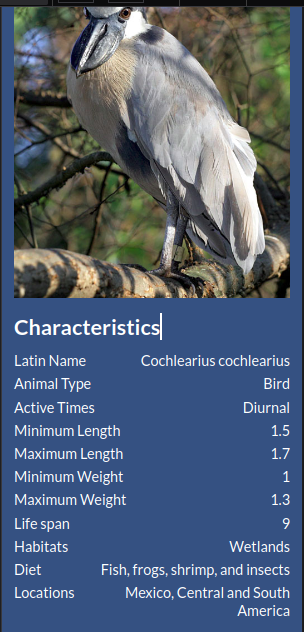 Characteristics
Latin Name Cochlearius cochlearius
Animal Type Bird
Active Times Diurnal
Minimum Length 1.5
Maximum Length 1.7
Minimum Weight 1
Maximum Weight 1.3
Life span 9
Habitats Wetlands
Diet Fish, frogs, shrimp, and insects
Locations Mexico, Central and South
America